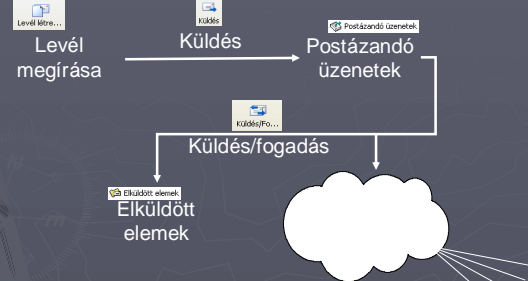 Levél létre...
Levél
megírása
Küldés
Küldés
Postázandó üzenetek
Postázandó
üzenetek
Küldés/Fo...
Küldés/fogadás
Elküldött elemek
Elküldött
elemek